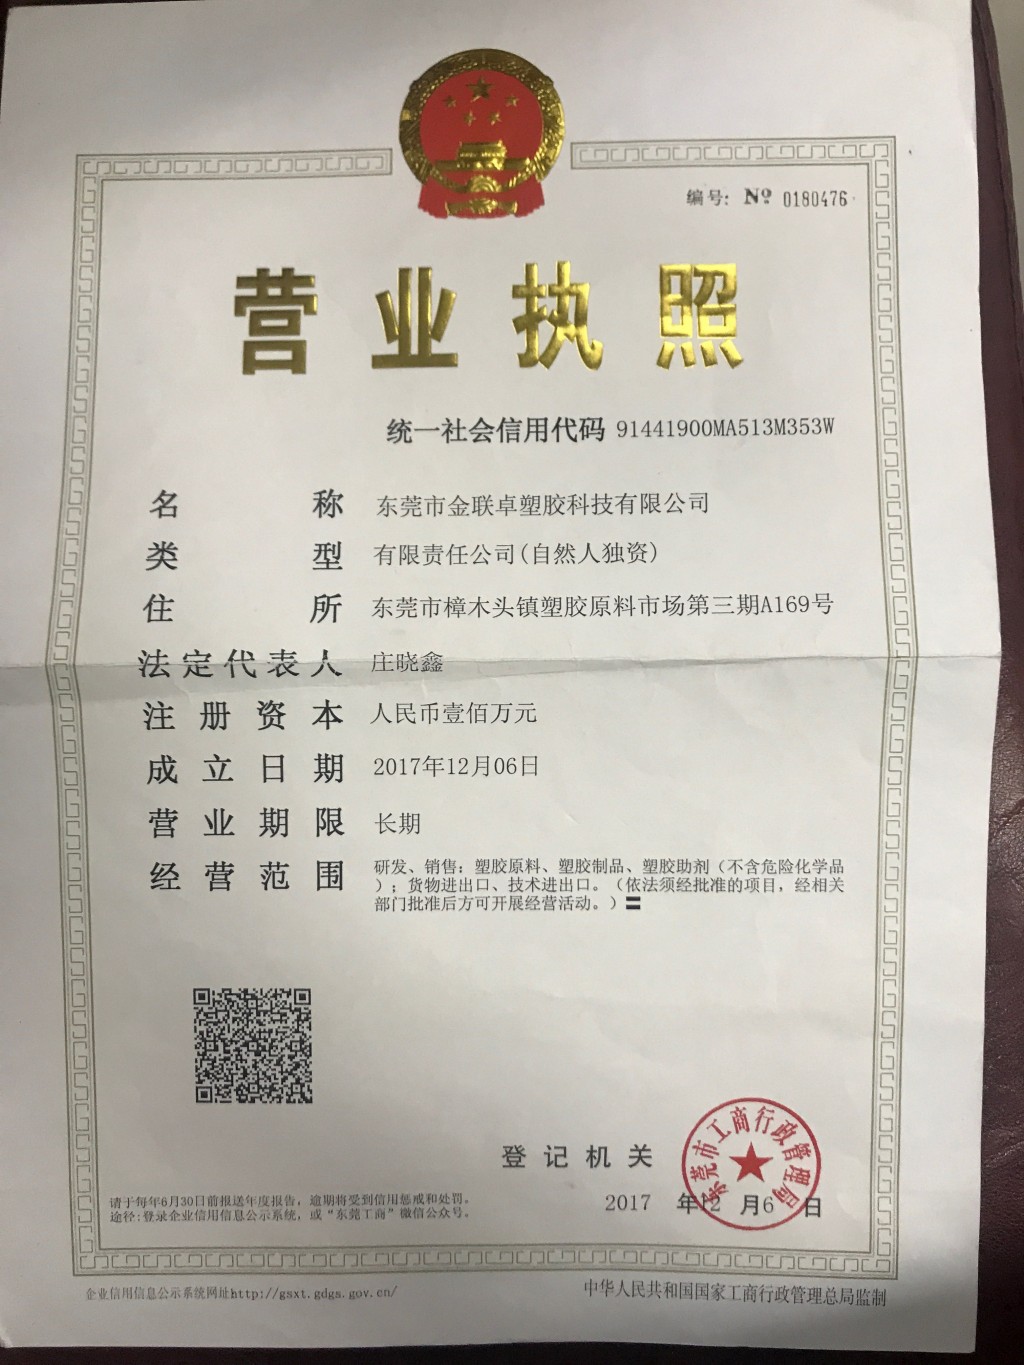 编号: Nº 0180476
营业执照
统一社会信用代码 91441900MA513M353W
名称 东莞市金联卓塑胶科技有限公司
类型 有限责任公司(自然人独资)
住所 东莞市樟木头镇塑胶原料市场第三期A169号
法定代表人 庄晓鑫
注册资本 人民币壹佰万元
成立日期 2017年12月06日
营业期限 长期
经营范围 研发、销售：塑胶原料、塑胶制品、塑胶助剂（不含危险化学品
）；货物进出口、技术进出口。（依法须经批准的项目，经相关
部门批准后方可开展经营活动。）〓
东莞市工商行政管理局
登记机关
2017 年12 月6 日
请于每年6月30日前报送年度报告，逾期将受到信用惩戒和处罚。
途径:登录企业信用信息公示系统，或“东莞工商”微信公众号。
企业信用信息公示系统网址http://gsxt.gdgs.gov.cn/
中华人民共和国国家工商行政管理总局监制